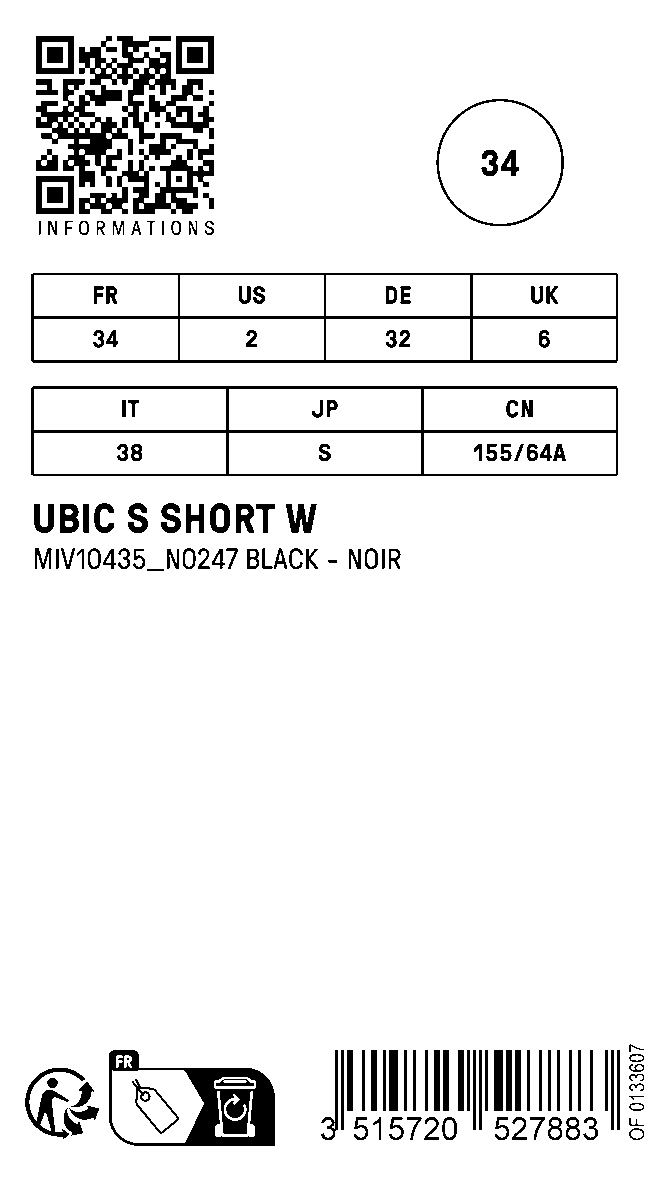 INFORMATIONS
34
FR US DE UK
34 2 32 6
IT JP CN
38 S 155/64A
UBIC S SHORT W
MIV10435_N0247 BLACK - NOIR
FR
3 515720 527883
OF 0133607